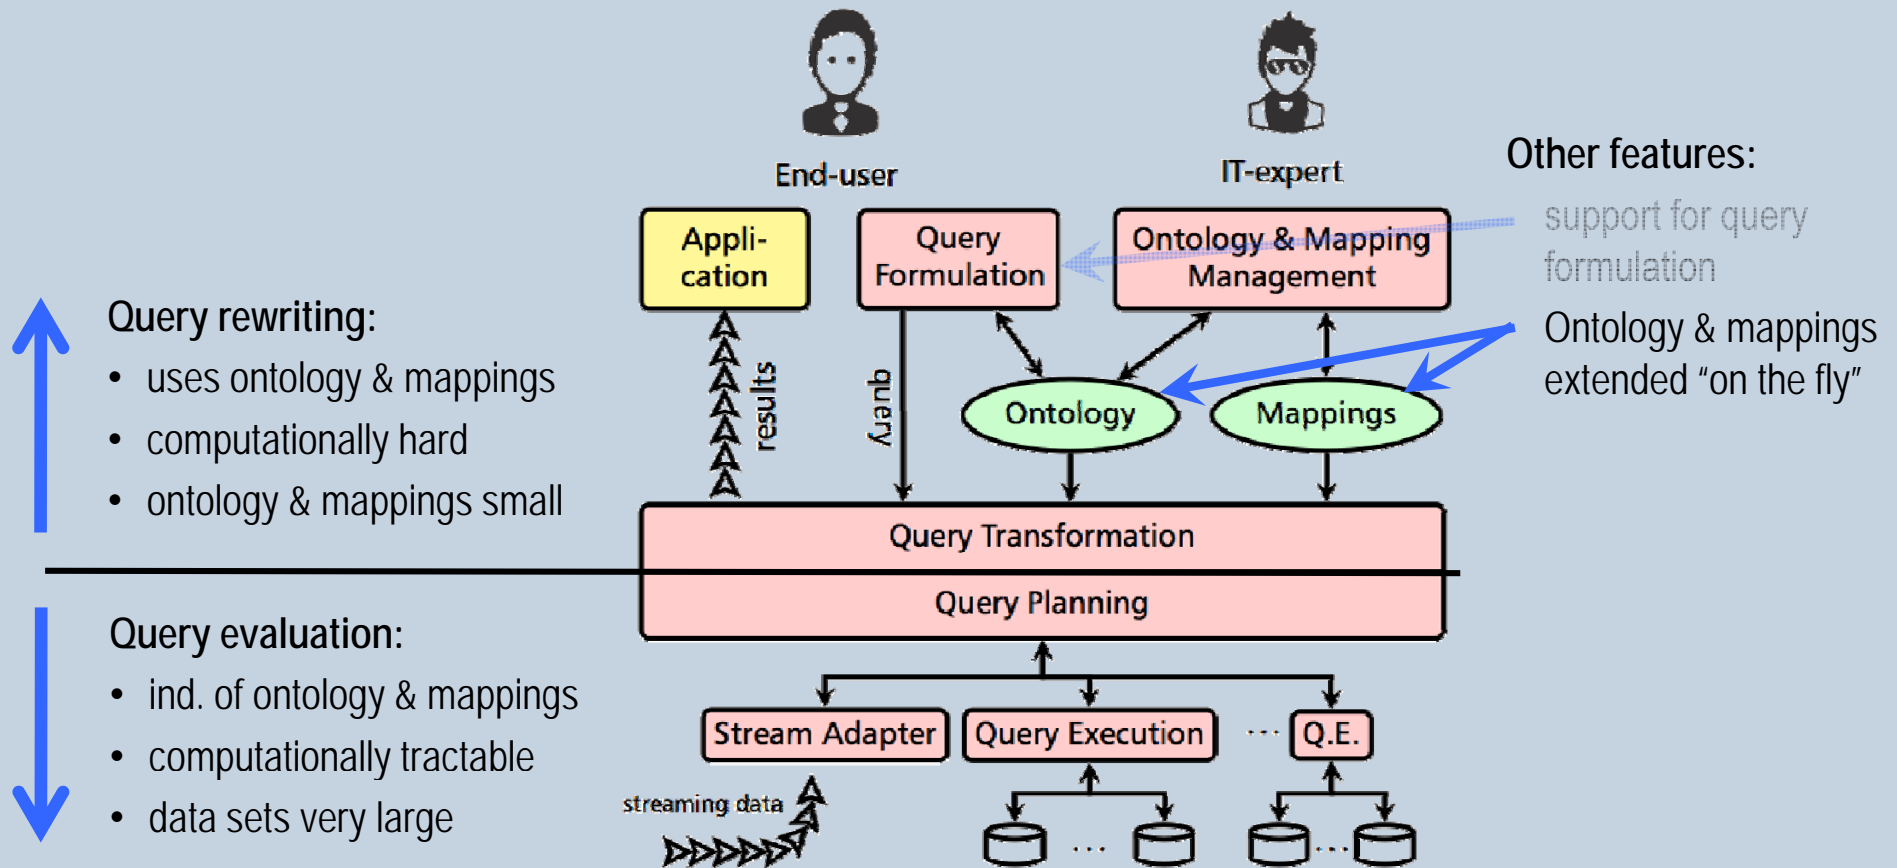 End-user
IT-expert
Other features:
support for query
formulation
Ontology & mappings
extended “on the fly”
Appli-
cation
Query
Formulation
Ontology & Mapping
Management
Query rewriting:
• uses ontology & mappings
• computationally hard
• ontology & mappings small
results
query
Ontology
Mappings
Query Transformation
Query Planning
Query evaluation:
• ind. of ontology & mappings
• computationally tractable
• data sets very large
Stream Adapter
Query Execution
...
Q.E.
streaming data
...
...